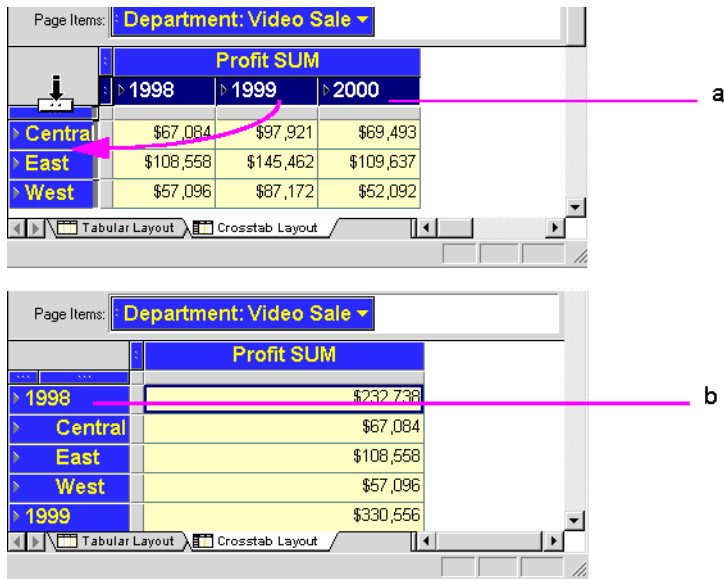 Page Items: Department: Video Sale
Profit SUM
1998 1999 2000
a
Central $67,084 $97,921 $69,493
East $108,558 $145,462 $109,637
West $57,096 $87,172 $52,092
Tabular Layout Crosstab Layout
Page Items: Department: Video Sale
Profit SUM
1998 $232,738
b
Central $67,084
East $108,558
West $57,096
1999 $330,556
Tabular Layout Crosstab Layout